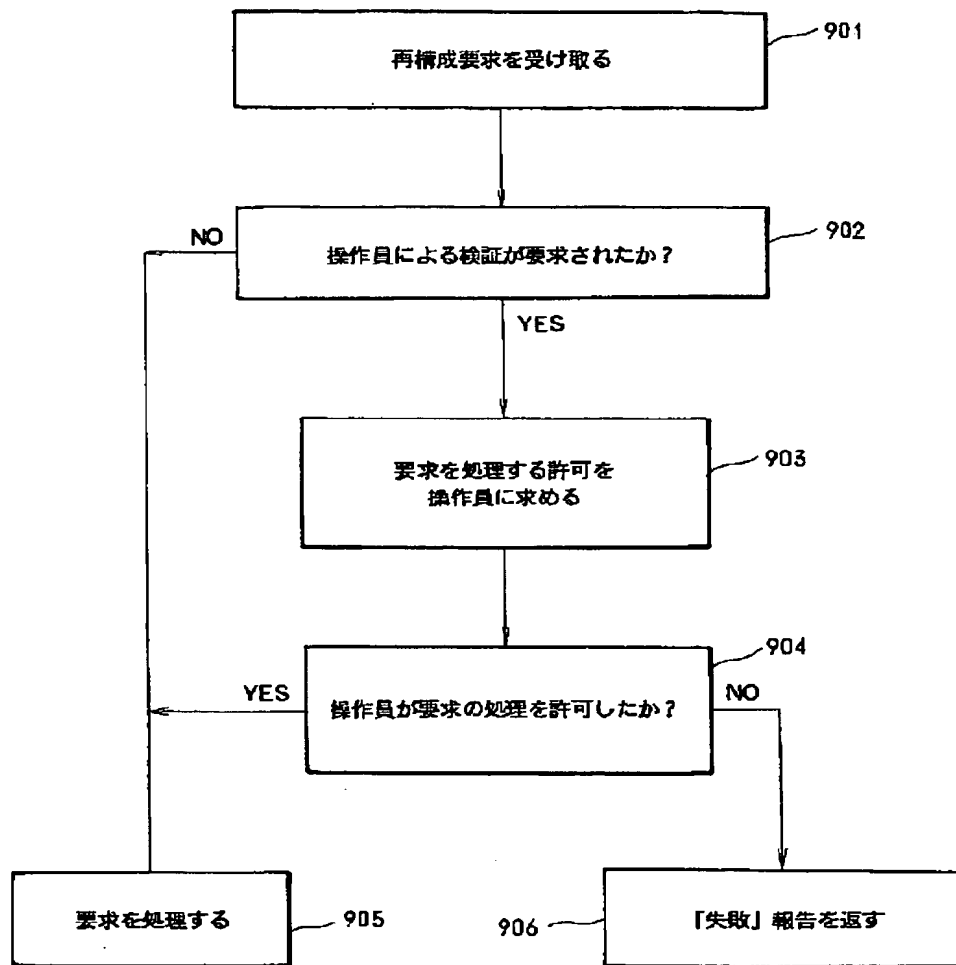 再構成要求を受け取る
901
操作員による検証が要求されたか?
902
NO
YES
要求を処理する許可を
操作員に求める
903
操作員が要求の処理を許可したか?
904
YES
NO
要求を処理する
905
「失敗」報告を返す
906